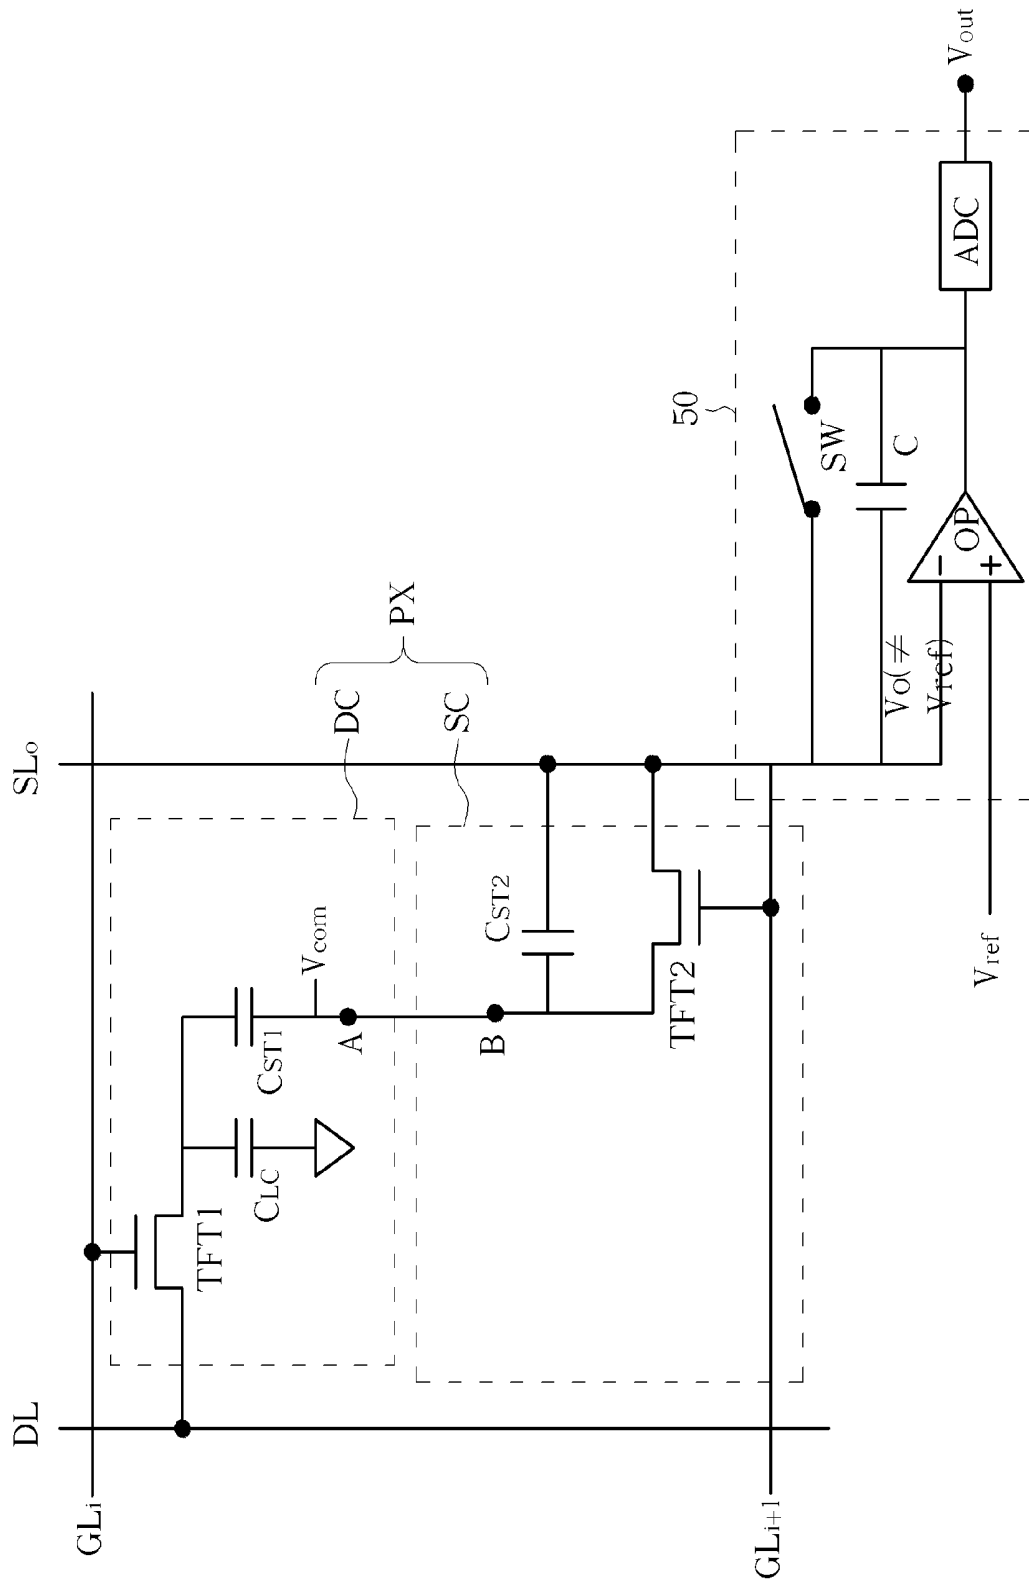 DL
SLo
GLi
TFT1
CLC
CST1
Vcom
A
DC
PX
SC
B
CST2
TFT2
GLi+1
50
SW
C
Vo(≠
Vref)
OP
−
+
ADC
Vout
Vref